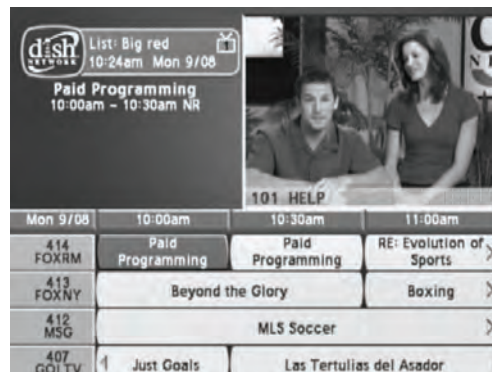 dish
NETWORK
List: Big red
10:24am Mon 9/08
Paid Programming
10:00am – 10:30am NR
101 HELP
Mon 9/08 10:00am 10:30am 11:00am
414
FOXRM
Paid
Programming
Paid
Programming
RE: Evolution of
Sports
413
FOXNY
Beyond the Glory
Boxing
412
MSG
MLS Soccer
407
GOLTV
Just Goals
Las Tertulias del Asador